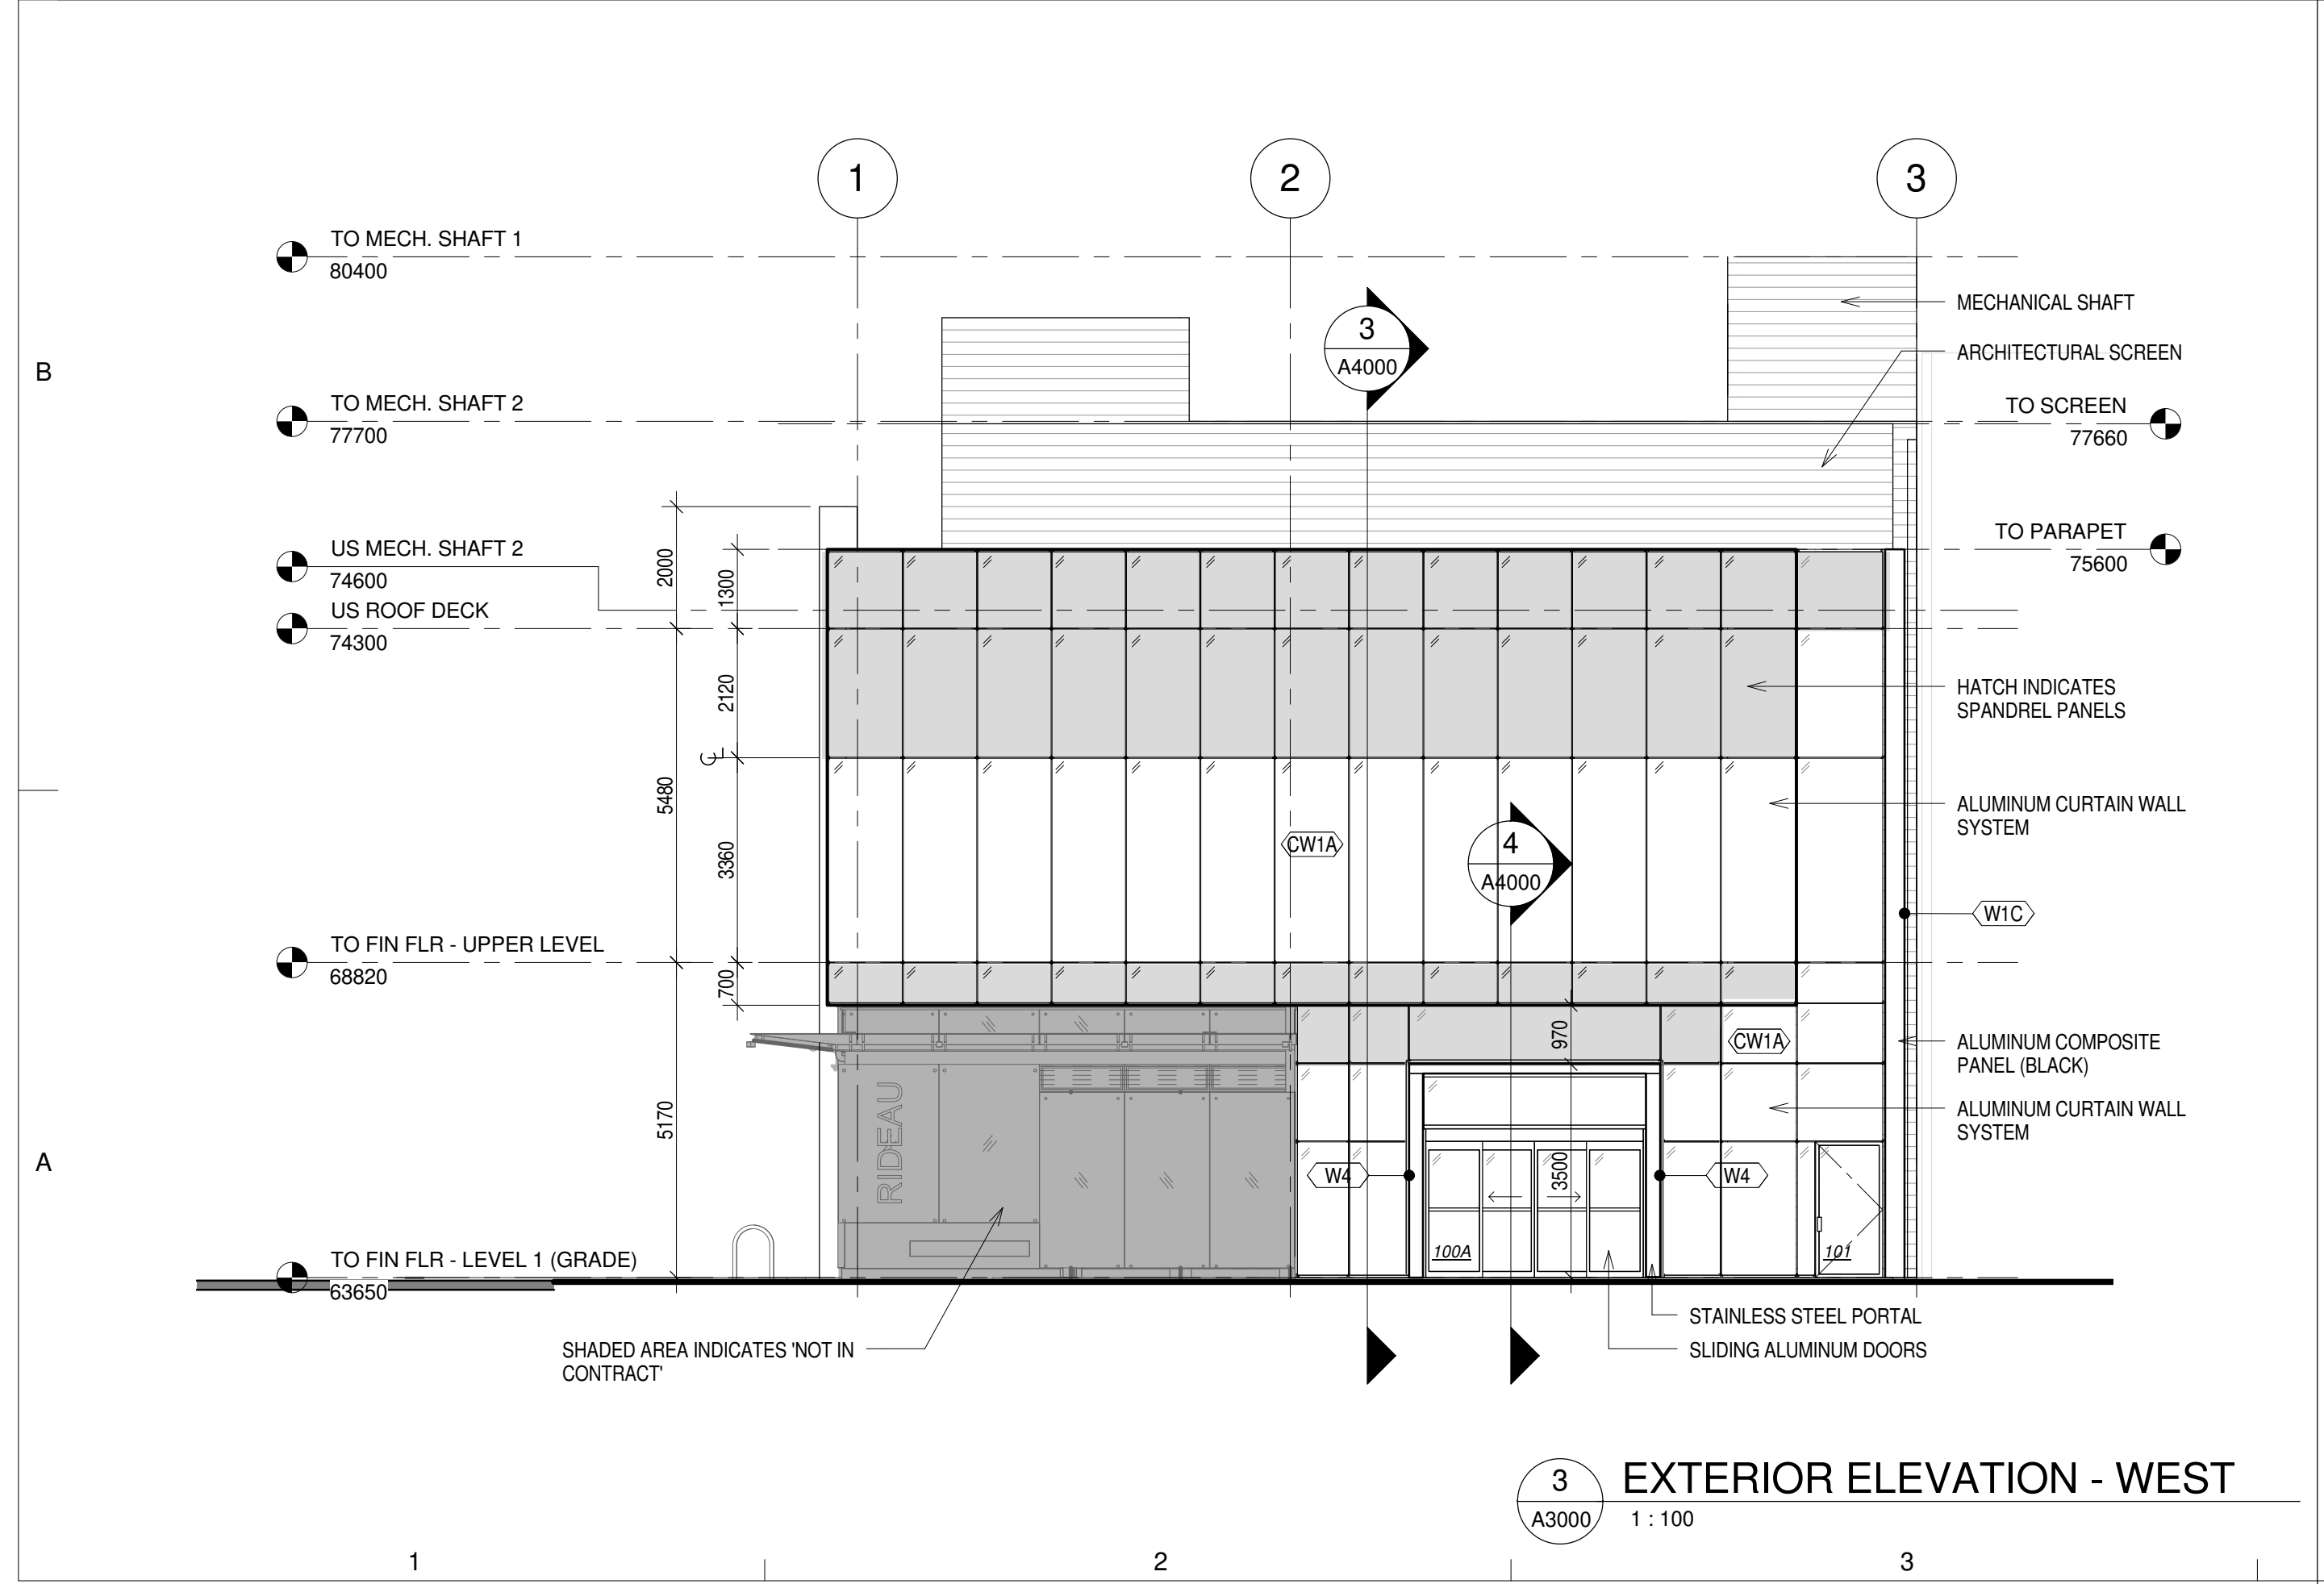 1
2
3
TO MECH. SHAFT 1
80400
MECHANICAL SHAFT
3
A4000
ARCHITECTURAL SCREEN
B
TO MECH. SHAFT 2
77700
TO SCREEN
77660
US MECH. SHAFT 2
74600
2000
1300
TO PARAPET
75600
US ROOF DECK
74300
2120
HATCH INDICATES
SPANDREL PANELS
CL
5480
3360
ALUMINUM CURTAIN WALL
SYSTEM
CW1A
4
A4000
W1C
TO FIN FLR - UPPER LEVEL
68820
700
970
CW1A
ALUMINUM COMPOSITE
PANEL (BLACK)
5170
RIDEAU
ALUMINUM CURTAIN WALL
SYSTEM
A
W4
3500
W4
100A
101
TO FIN FLR - LEVEL 1 (GRADE)
63650
STAINLESS STEEL PORTAL
SHADED AREA INDICATES 'NOT IN
CONTRACT'
SLIDING ALUMINUM DOORS
3
A3000
EXTERIOR ELEVATION - WEST
1 : 100
1
2
3